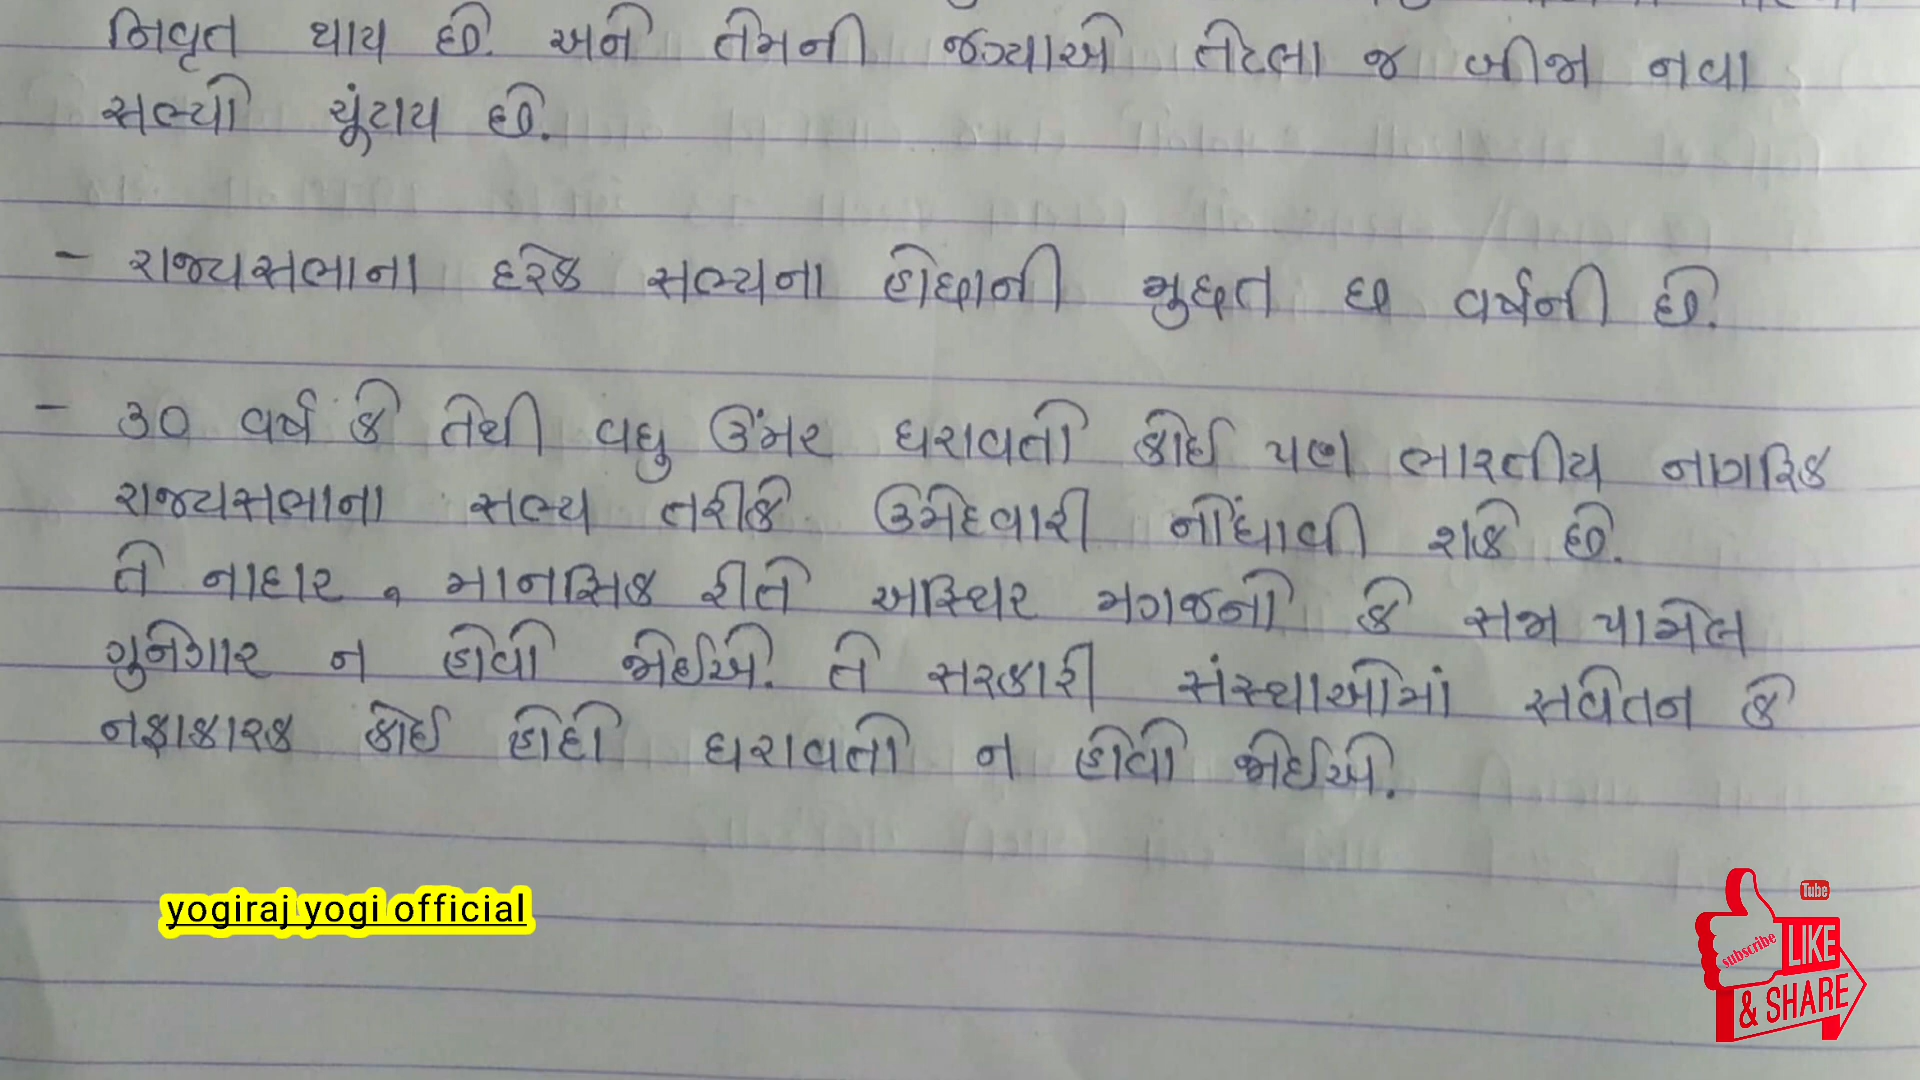 નિવૃત થાય છે. અને તેમની જગ્યાએ તેટલા જ બીજા નવા
સભ્યો ચૂંટાય છે.
- રાજ્યસભાના દરેક સભ્યના હોદ્દાની મુદ્દત છ વર્ષની છે.
- ૩૦ વર્ષ કે તેથી વધુ ઉંમર ધરાવતો કોઈ પણ ભારતીય નાગરિક
રાજ્યસભાના સભ્ય તરીકે ઉમેદવારી નોંધાવી શકે છે.
તે નાદાર, માનસિક રીતે અસ્થિર મગજનો કે સજા પામેલ
ગુનેગાર ન હોવો જોઈએ. તે સરકારી સંસ્થાઓમાં સવેતન કે
નફાકારક કોઈ હોદો ધરાવતો ન હોવો જોઈએ.
yogiraj yogi official
Tube
subscribe LIKE
& SHARE